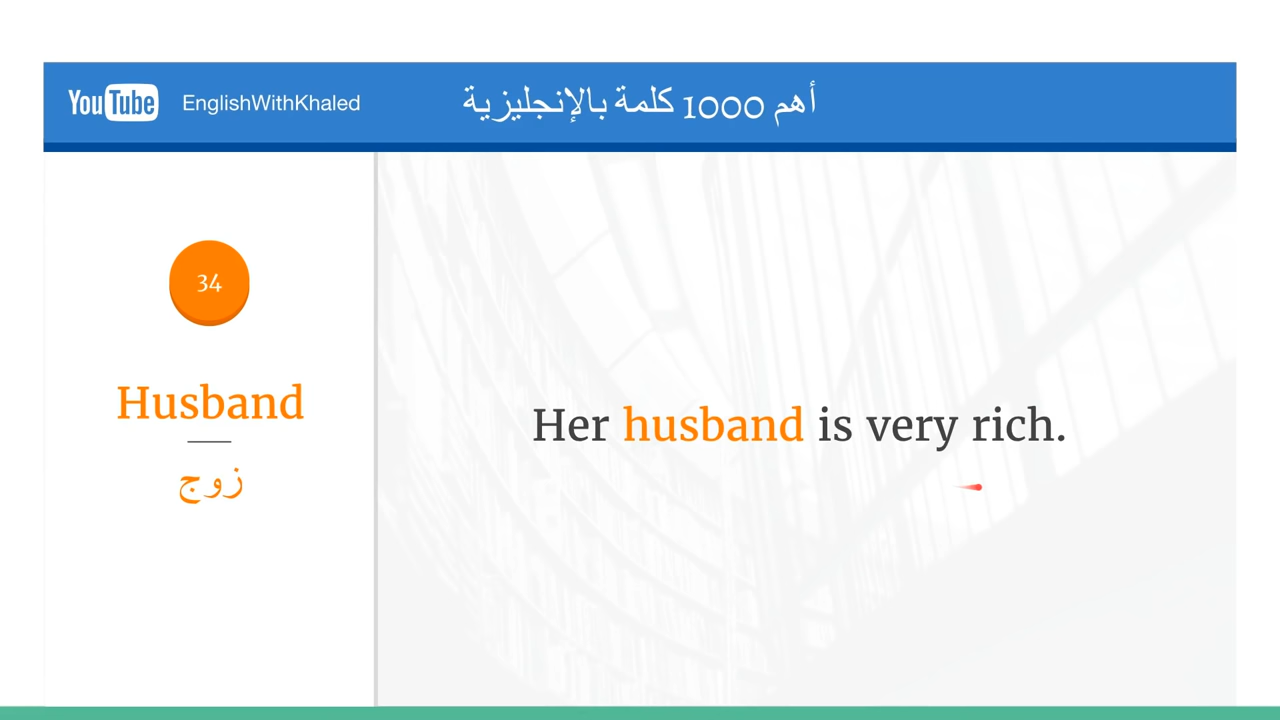 YouTube EnglishWithKhaled
أهم 1000 كلمة بالإنجليزية
34
Husband
زوج
Her husband is very rich.